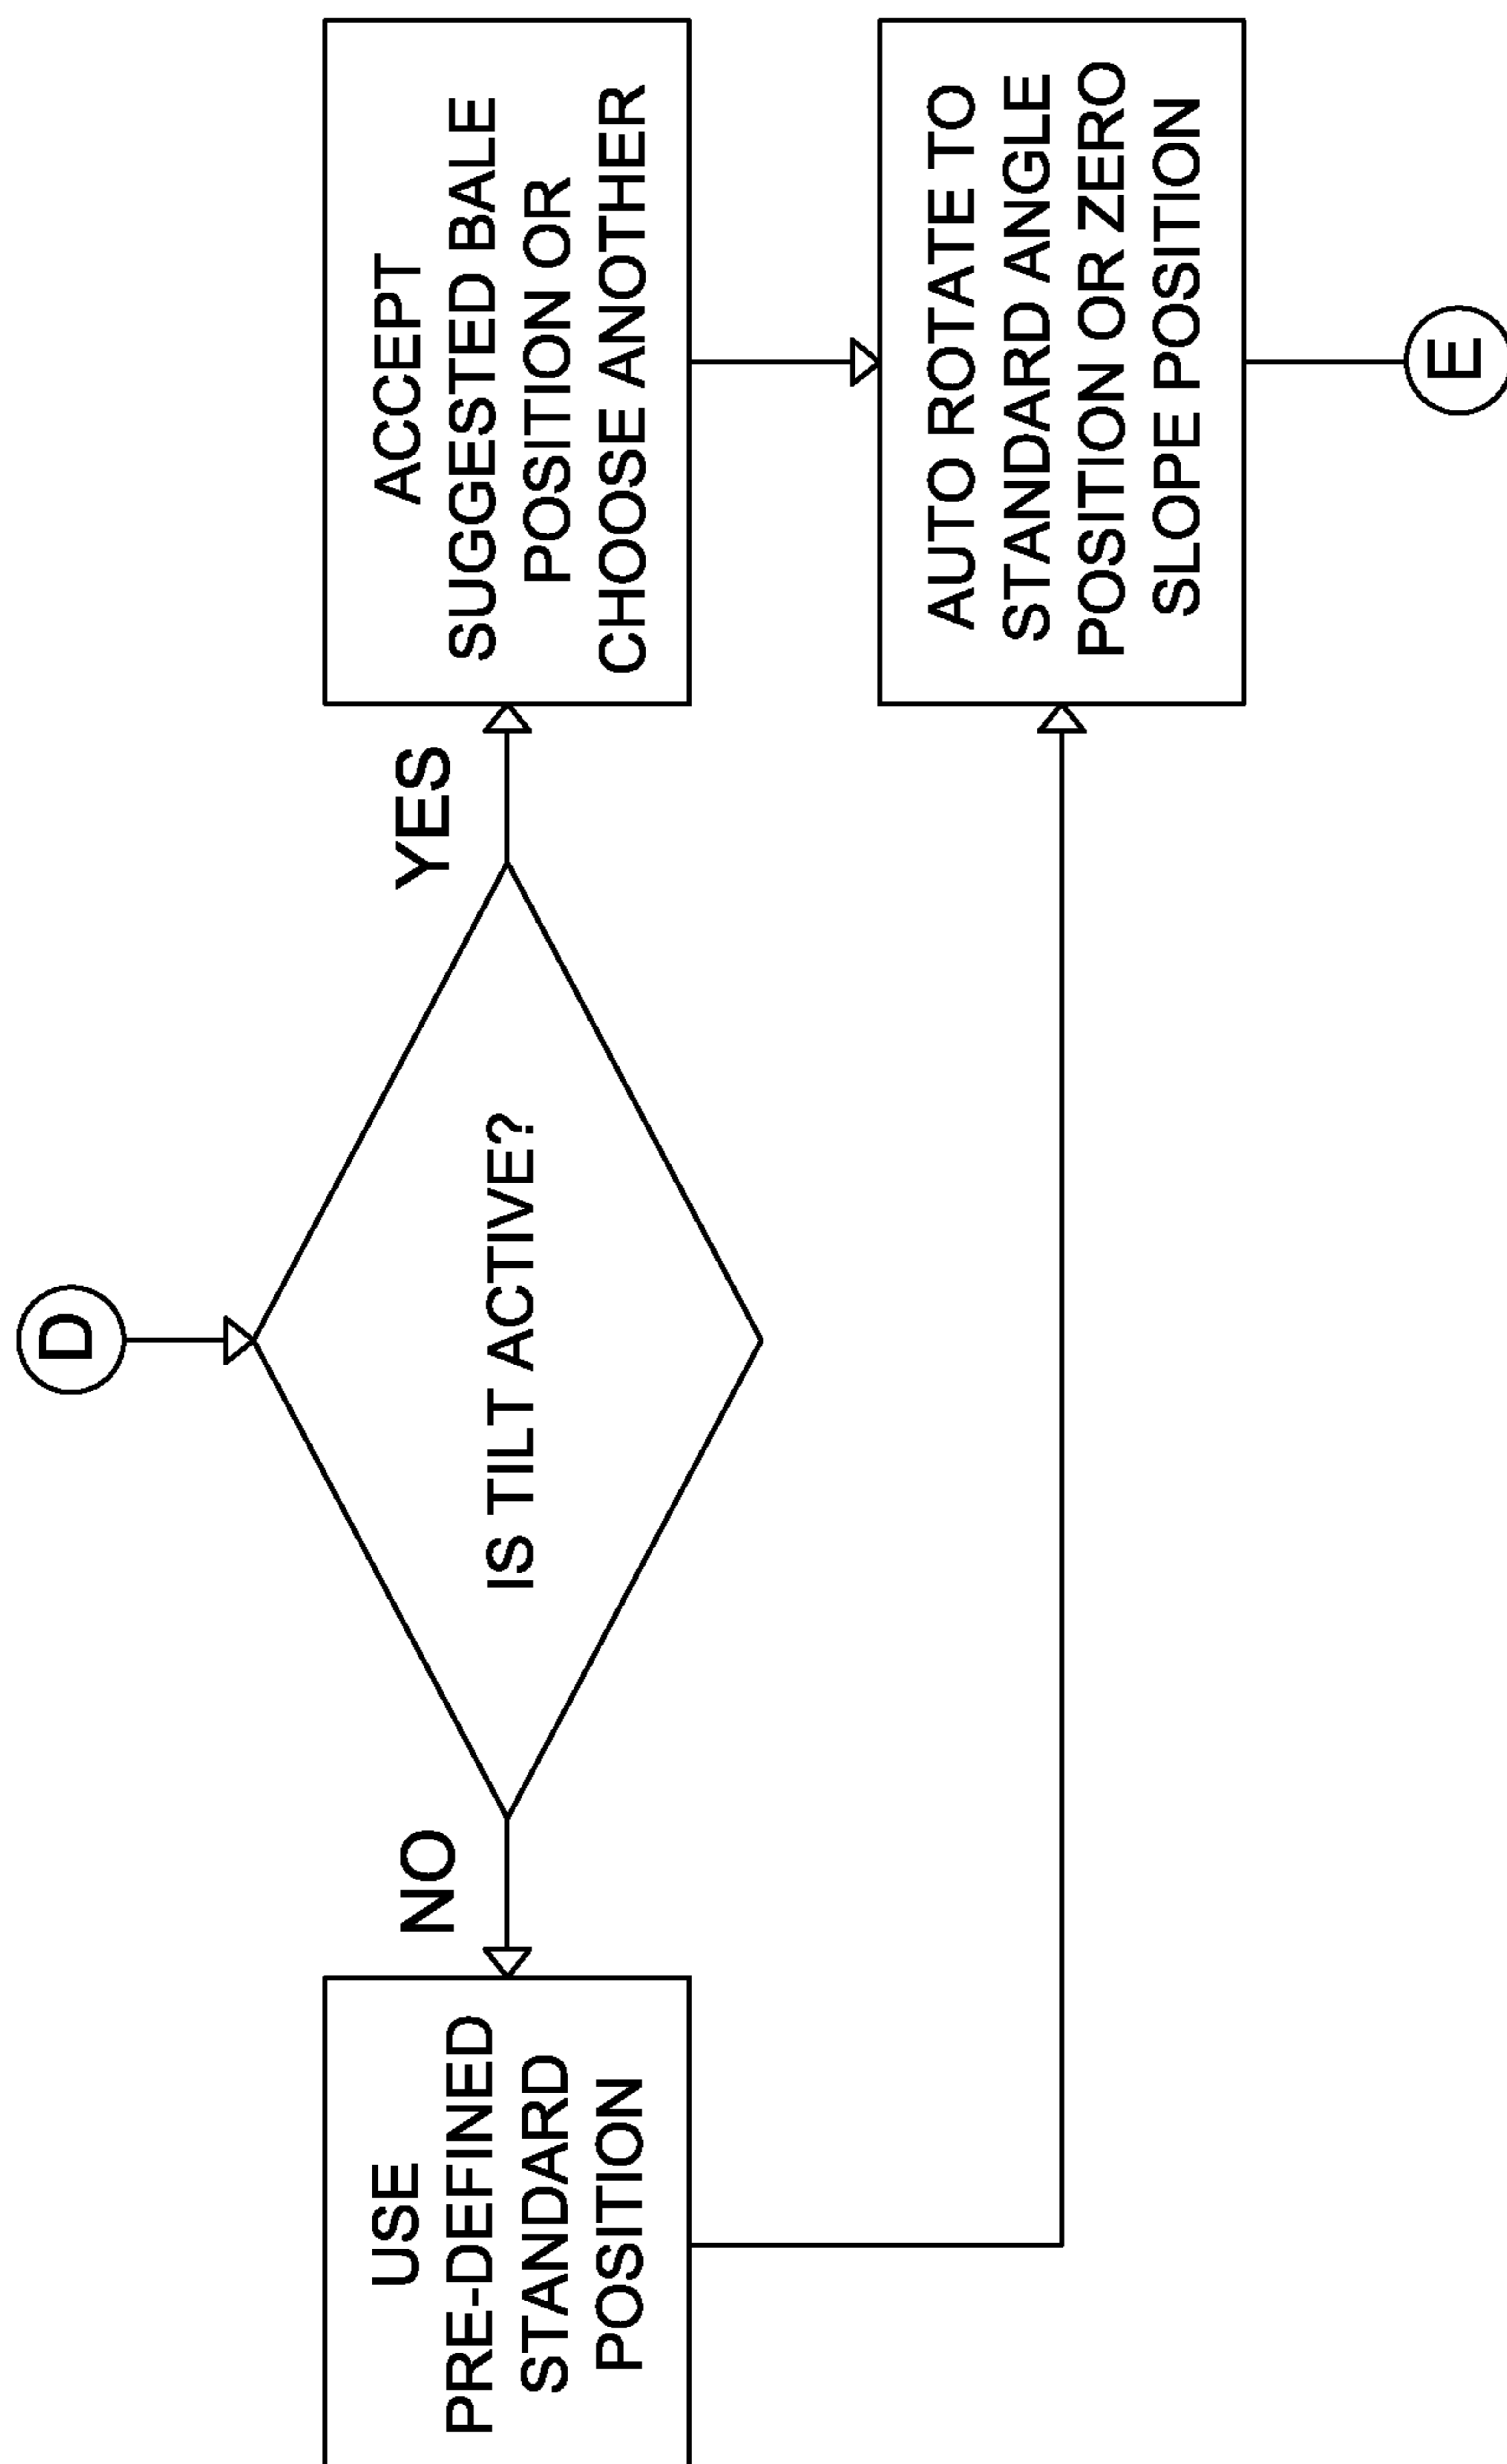 D
IS TILT ACTIVE?
NO
YES
USE
PRE-DEFINED
STANDARD
POSITION
ACCEPT
SUGGESTED BALE
POSITION OR
CHOOSE ANOTHER
AUTO ROTATE TO
STANDARD ANGLE
POSITION OR ZERO
SLOPE POSITION
E